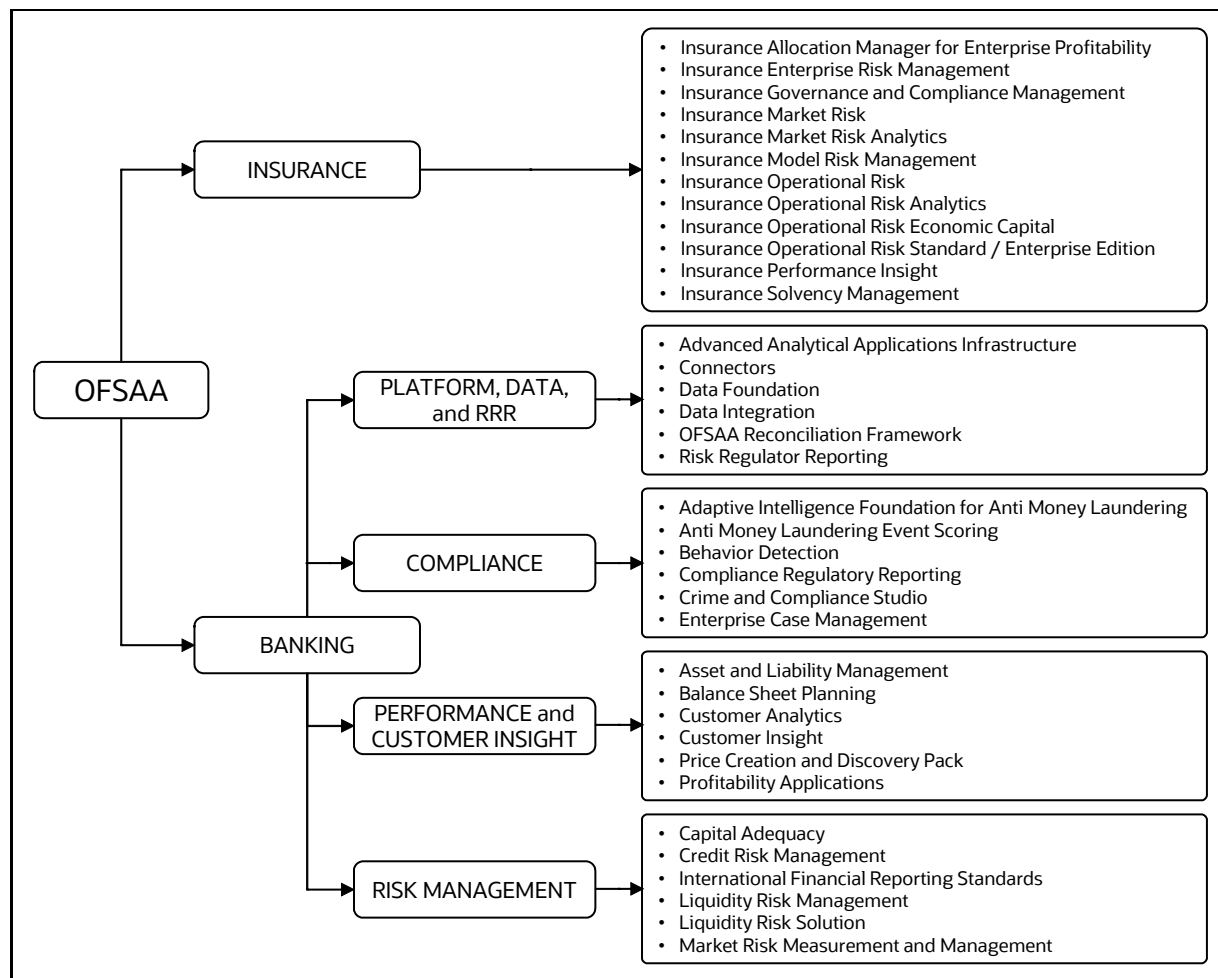 OFSAA
INSURANCE
• Insurance Allocation Manager for Enterprise Profitability
• Insurance Enterprise Risk Management
• Insurance Governance and Compliance Management
• Insurance Market Risk
• Insurance Market Risk Analytics
• Insurance Model Risk Management
• Insurance Operational Risk
• Insurance Operational Risk Analytics
• Insurance Operational Risk Economic Capital
• Insurance Operational Risk Standard / Enterprise Edition
• Insurance Performance Insight
• Insurance Solvency Management
BANKING
PLATFORM, DATA,
and RRR
• Advanced Analytical Applications Infrastructure
• Connectors
• Data Foundation
• Data Integration
• OFSAA Reconciliation Framework
• Risk Regulator Reporting
COMPLIANCE
• Adaptive Intelligence Foundation for Anti Money Laundering
• Anti Money Laundering Event Scoring
• Behavior Detection
• Compliance Regulatory Reporting
• Crime and Compliance Studio
• Enterprise Case Management
PERFORMANCE and
CUSTOMER INSIGHT
• Asset and Liability Management
• Balance Sheet Planning
• Customer Analytics
• Customer Insight
• Price Creation and Discovery Pack
• Profitability Applications
RISK MANAGEMENT
• Capital Adequacy
• Credit Risk Management
• International Financial Reporting Standards
• Liquidity Risk Management
• Liquidity Risk Solution
• Market Risk Measurement and Management